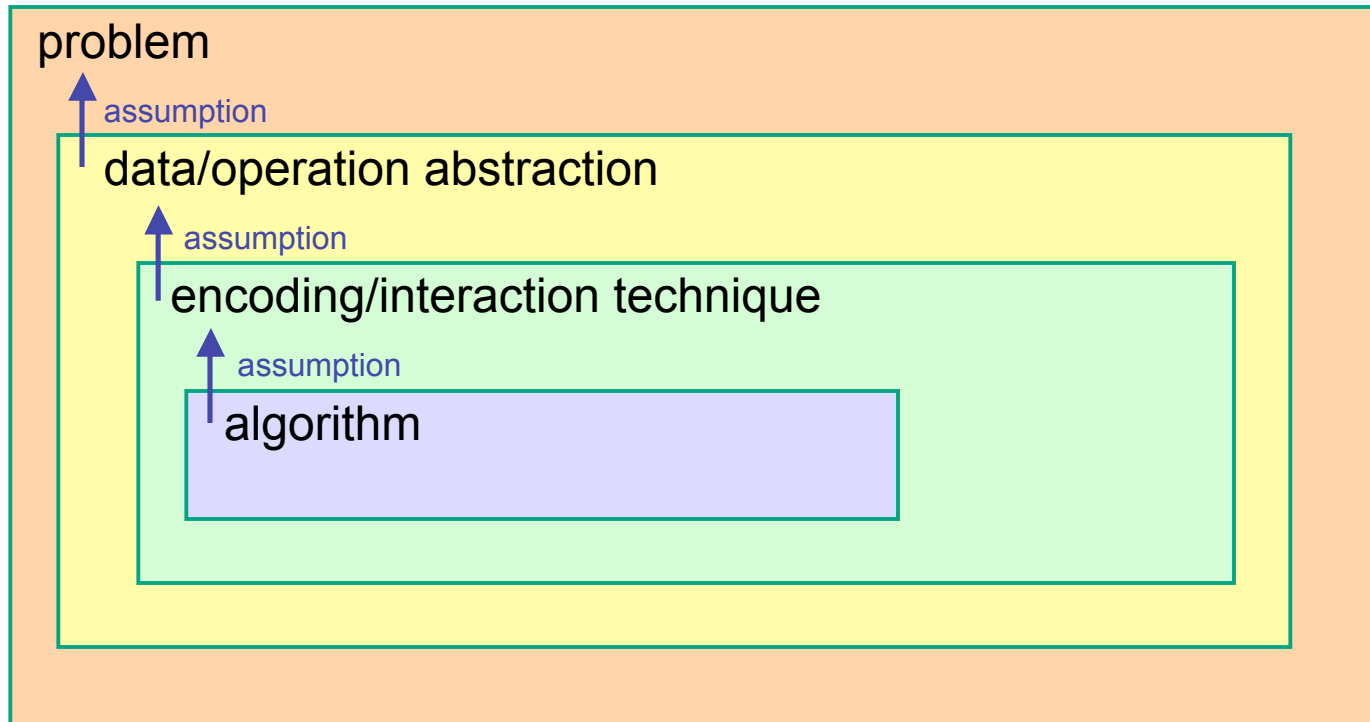 problem
assumption
data/operation abstraction
assumption
encoding/interaction technique
assumption
algorithm